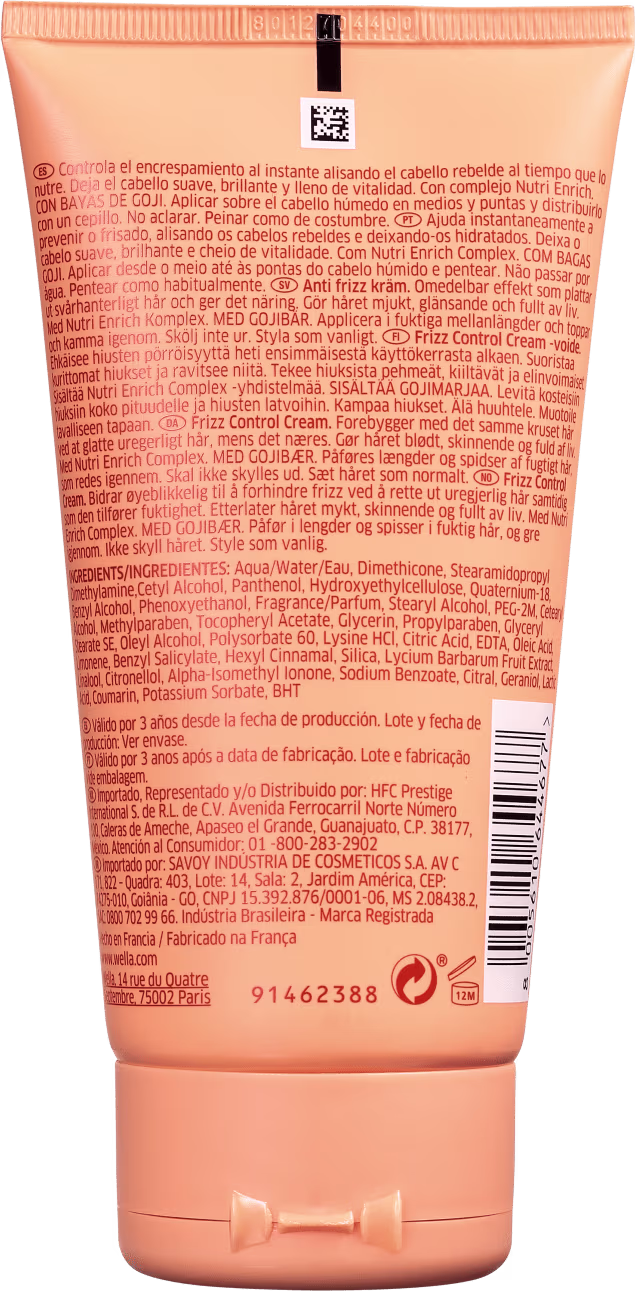 8012704400
ES Controla el encrespamiento al instante alisando el cabello rebelde al tiempo que lo
nutre. Deja el cabello suave, brillante y lleno de vitalidad. Con complejo Nutri Enrich.
CON BAYAS DE GOJI. Aplicar sobre el cabello húmedo en medios y puntas y distribuirlo
con un cepillo. No aclarar. Peinar como de costumbre. PT Ajuda instantaneamente a
prevenir o frisado, alisando os cabelos rebeldes e deixando-os hidratados. Deixa o
cabelo suave, brilhante e cheio de vitalidade. Com Nutri Enrich Complex. COM BAGAS
GOJI. Aplicar desde o meio até às pontas do cabelo húmido e pentear. Não passar por
água. Pentear como habitualmente. SV Anti frizz kräm. Omedelbar effekt som plattar
ut svårhanterligt hår och ger det näring. Gör håret mjukt, glänsande och fullt av liv.
Med Nutri Enrich Komplex. MED GOJIBÄR. Applicera i fuktiga mellanlängder och toppar
och kamma igenom. Skölj inte ur. Styla som vanligt. FI Frizz Control Cream -voide.
Ehkäisee hiusten pörröisyyttä heti ensimmäisestä käyttökerrasta alkaen. Suoristaa
kurittomat hiukset ja ravitsee niitä. Tekee hiuksista pehmeät, kiiltävät ja elinvoimaiset
Sisältää Nutri Enrich Complex -yhdistelmää. SISÄLTÄÄ GOJIMARJAA. Levitä kosteisiin
hiuksiin koko pituudelle ja hiusten latvoihin. Kampaa hiukset. Älä huuhtele. Muotoile
tavalliseen tapaan. DA Frizz Control Cream. Forebygger med det samme kruset hår
ved at glatte uregerligt hår, mens det næres. Gør håret blødt, skinnende og fuld af liv.
Med Nutri Enrich Complex. MED GOJIBÆR. Påføres længder og spidser af fugtigt hår,
som redes igennem. Skal ikke skylles ud. Sæt håret som normalt. NO Frizz Control
Cream. Bidrar øyeblikkelig til å forhindre frizz ved å rette ut uregjerlig hår samtidig
som den tilfører fuktighet. Etterlater håret mykt, skinnende og fullt av liv. Med Nutri
Enrich Complex. MED GOJIBÆR. Påfør i lengder og spisser i fuktig hår, og gre
gjennom. Ikke skyll håret. Style som vanlig.
INGREDIENTS/INGREDIENTES: Aqua/Water/Eau, Dimethicone, Stearamidopropyl
Dimethylamine,Cetyl Alcohol, Panthenol, Hydroxyethylcellulose, Quaternium-18,
Benzyl Alcohol, Phenoxyethanol, Fragrance/Parfum, Stearyl Alcohol, PEG-2M, Cetearyl
Alcohol, Methylparaben, Tocopheryl Acetate, Glycerin, Propylparaben, Glyceryl
Stearate SE, Oleyl Alcohol, Polysorbate 60, Lysine HCl, Citric Acid, EDTA, Oleic Acid,
Limonene, Benzyl Salicylate, Hexyl Cinnamal, Silica, Lycium Barbarum Fruit Extract,
Linalool, Citronellol, Alpha-Isomethyl Ionone, Sodium Benzoate, Citral, Geraniol, Lactic
Acid, Coumarin, Potassium Sorbate, BHT
Válido por 3 años desde la fecha de producción. Lote y fecha de
producción: Ver envase.
Válido por 3 anos após a data de fabricação. Lote e fabricação
de embalagem.
Importado, Representado y/o Distribuido por: HFC Prestige
International S. de R.L. de C.V. Avenida Ferrocarril Norte Número
Caleras de Ameche, Apaseo el Grande, Guanajuato, C.P. 38177,
México. Atención al Consumidor: 01 -800-283-2902
Importado por: SAVOY INDÚSTRIA DE COSMETICOS S.A. AV C
171, 822 - Quadra: 403, Lote: 14, Sala: 2, Jardim América, CEP:
74275-010, Goiânia - GO, CNPJ 15.392.876/0001-06, MS 2.08438.2,
SAC: 0800 702 99 66. Indústria Brasileira - Marca Registrada
Hecho en Francia / Fabricado na França
www.wella.com
Wella, 14 rue du Quatre
Septembre, 75002 Paris
91462388
®
12M
8 005610 644677 >